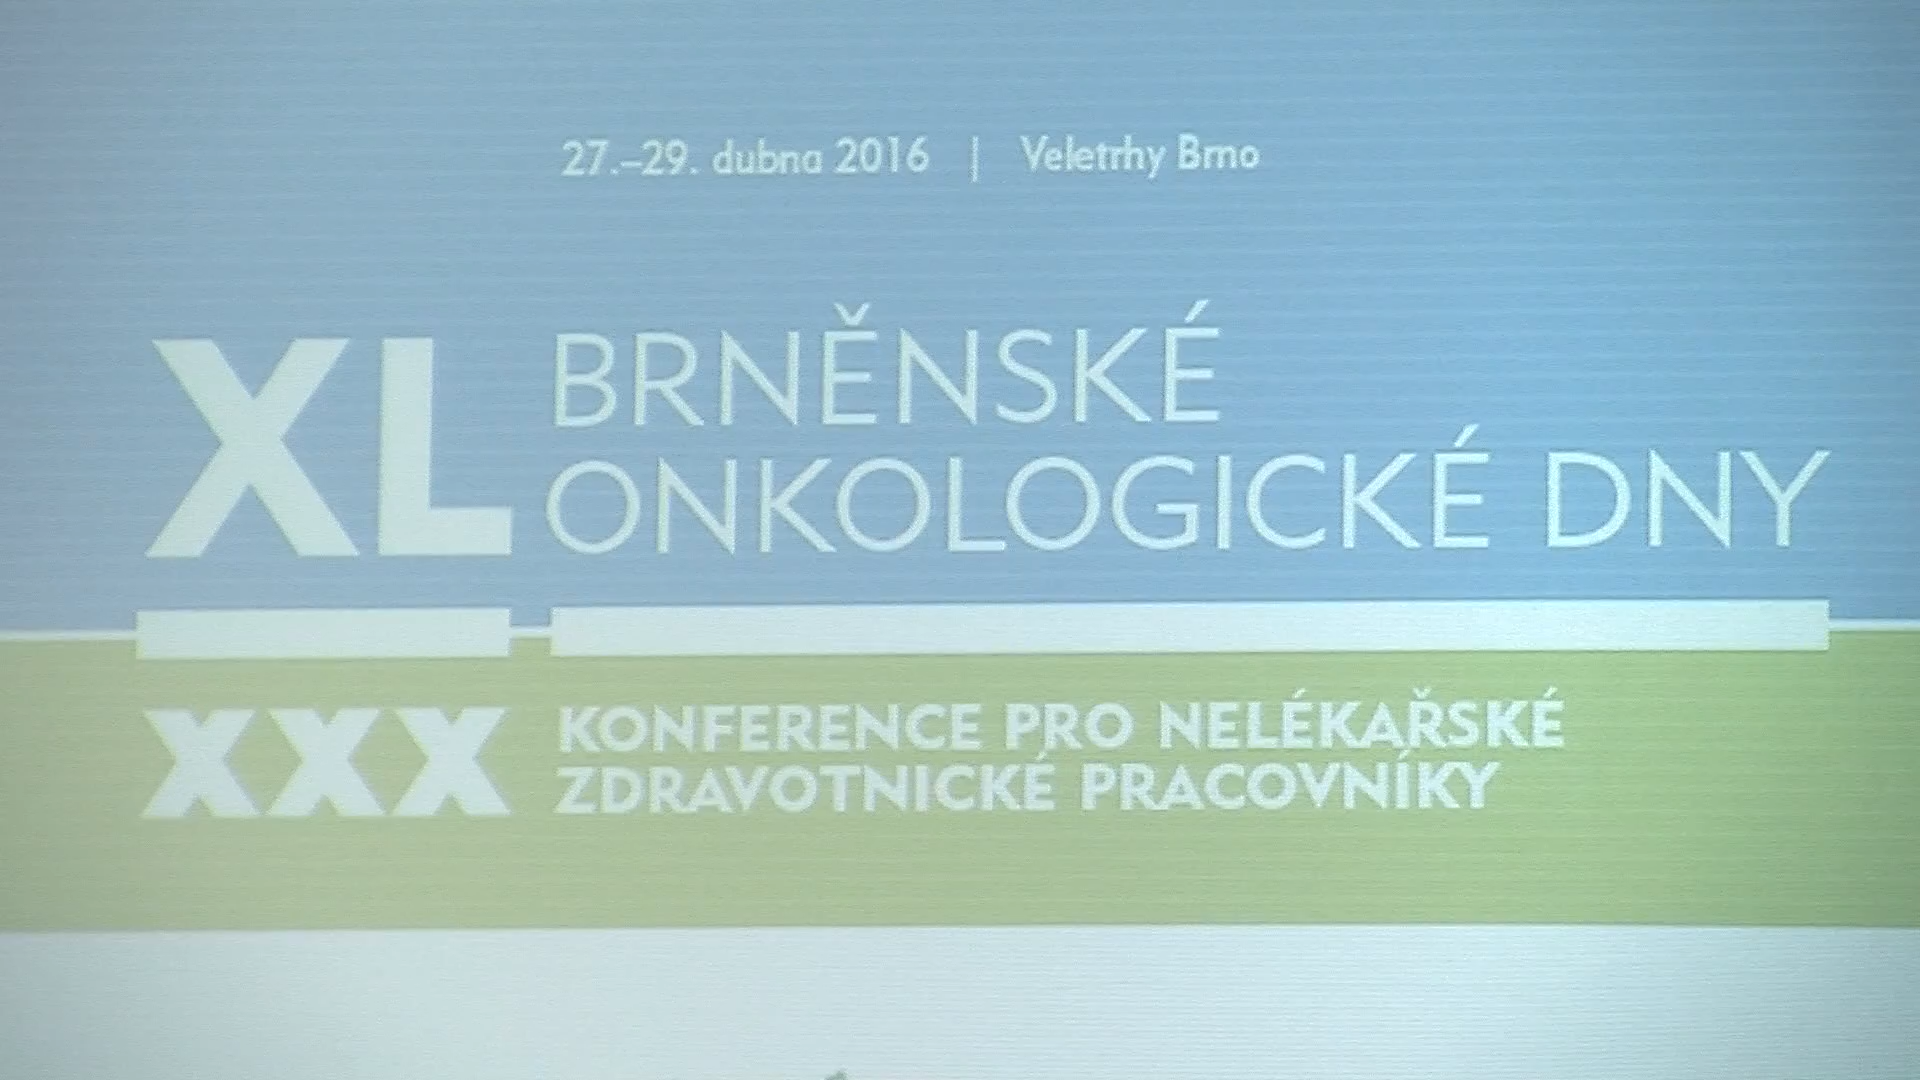 27.–29. dubna 2016 | Veletrhy Brno
XL BRNĚNSKÉ
ONKOLOGICKÉ DNY
XXX KONFERENCE PRO NELÉKAŘSKÉ
ZDRAVOTNICKÉ PRACOVNÍKY